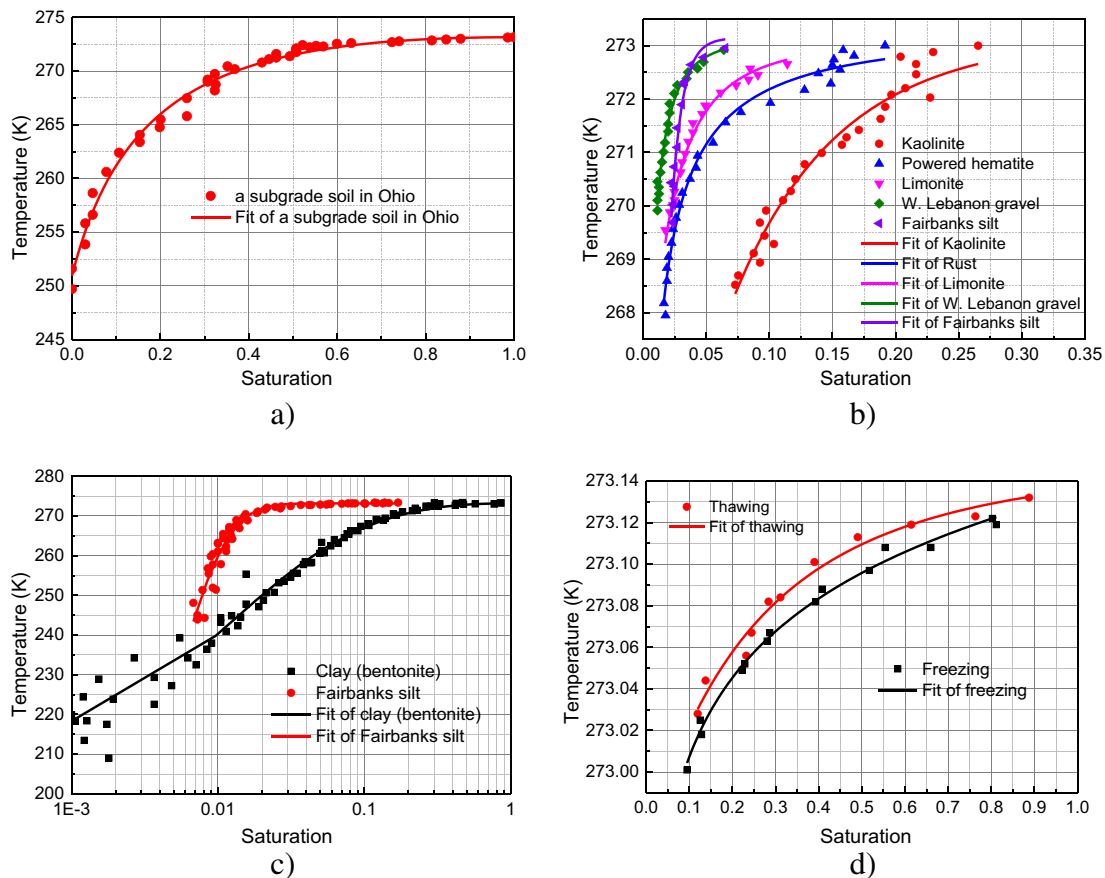 275
270
265
260
255
250
245
Temperature (K)
a subgrade soil in Ohio
Fit of a subgrade soil in Ohio
0.0 0.2 0.4 0.6 0.8 1.0
Saturation
a)
273
272
271
270
269
268
Temperature (K)
Kaolinite
Powered hematite
Limonite
W. Lebanon gravel
Fairbanks silt
Fit of Kaolinite
Fit of Rust
Fit of Limonite
Fit of W. Lebanon gravel
Fit of Fairbanks silt
0.00 0.05 0.10 0.15 0.20 0.25 0.30 0.35
Saturation
b)
280
270
260
250
240
230
220
210
200
Temperature (K)
Clay (bentonite)
Fairbanks silt
Fit of clay (bentonite)
Fit of Fairbanks silt
1E-3 0.01 0.1 1
Saturation
c)
273.14
273.12
273.10
273.08
273.06
273.04
273.02
273.00
Temperature (K)
Thawing
Fit of thawing
Freezing
Fit of freezing
0.0 0.1 0.2 0.3 0.4 0.5 0.6 0.7 0.8 0.9 1.0
Saturation
d)